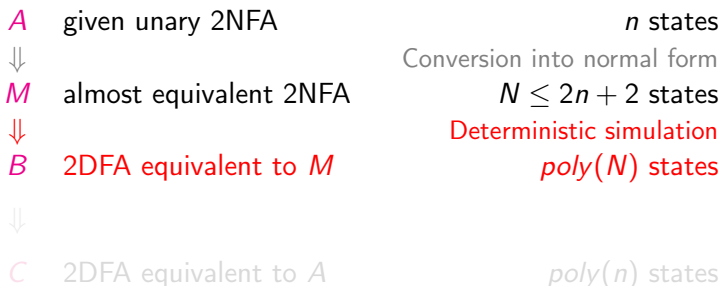 A given unary 2NFA n states
⇓ Conversion into normal form
M almost equivalent 2NFA N ≤ 2n + 2 states
⇓ Deterministic simulation
B 2DFA equivalent to M poly(N) states
⇓
C 2DFA equivalent to A poly(n) states